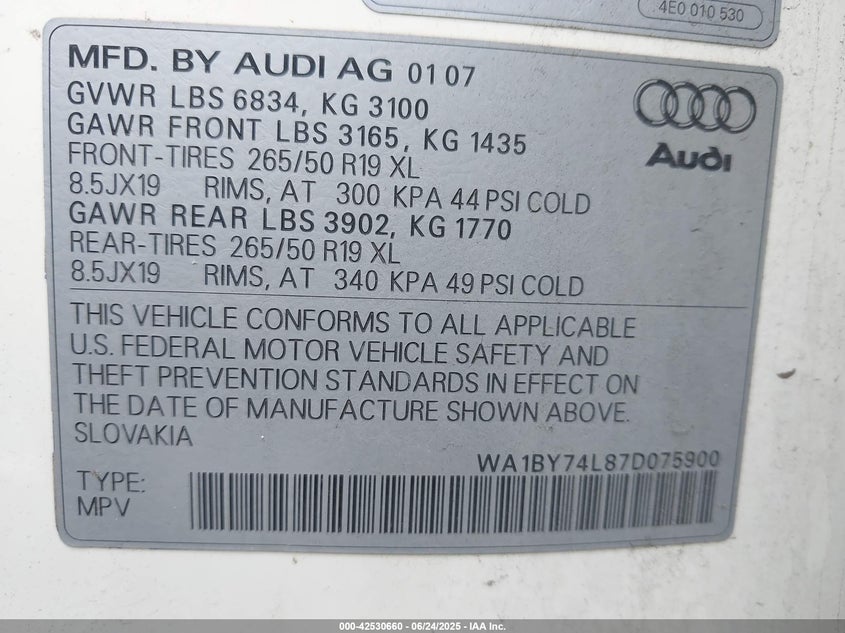 4E0 010 530
MFD. BY AUDI AG 01 07
GVWR LBS 6834, KG 3100
GAWR FRONT LBS 3165, KG 1435
FRONT-TIRES 265/50 R19 XL
8.5JX19 RIMS, AT 300 KPA 44 PSI COLD
GAWR REAR LBS 3902, KG 1770
REAR-TIRES 265/50 R19 XL
8.5JX19 RIMS, AT 340 KPA 49 PSI COLD
Audi
THIS VEHICLE CONFORMS TO ALL APPLICABLE
U.S. FEDERAL MOTOR VEHICLE SAFETY AND
THEFT PREVENTION STANDARDS IN EFFECT ON
THE DATE OF MANUFACTURE SHOWN ABOVE.
SLOVAKIA
WA1BY74L87D075900
TYPE:
MPV
000-42530660 - 06/24/2025 - IAA Inc.